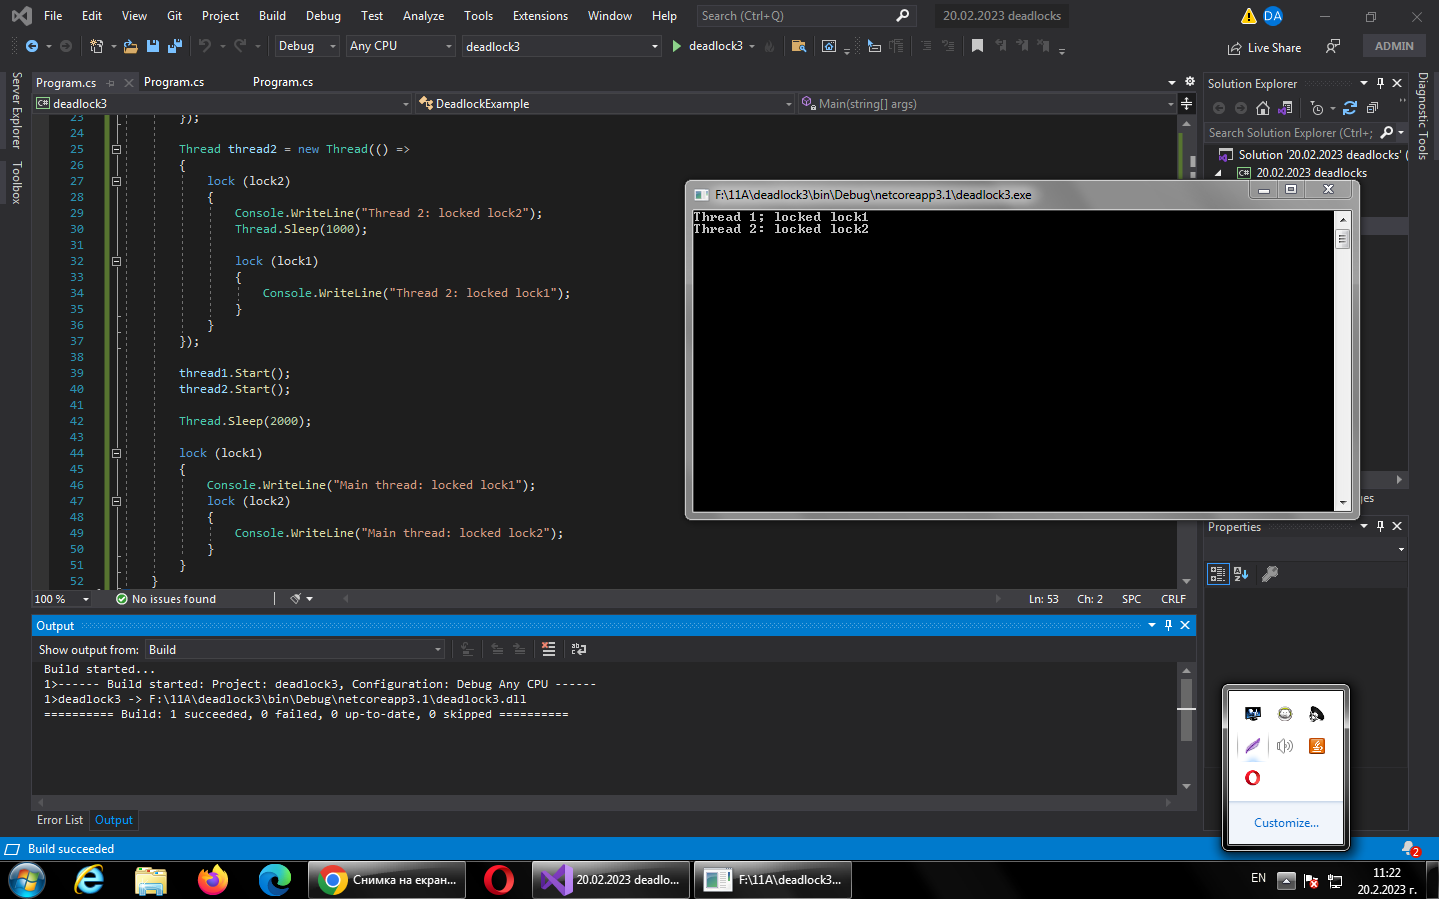 File Edit View Git Project Build Debug Test Analyze Tools Extensions Window Help Search (Ctrl+Q) 20.02.2023 deadlocks DA
Debug Any CPU deadlock3 deadlock3 Live Share ADMIN
Server Explorer
Toolbox
Program.cs Program.cs Program.cs
deadlock3 DeadlockExample Main(string[] args)
23 });
24
25 Thread thread2 = new Thread(() =>
26 {
27 lock (lock2)
28 {
29 Console.WriteLine("Thread 2: locked lock2");
30 Thread.Sleep(1000);
31
32 lock (lock1)
33 {
34 Console.WriteLine("Thread 2: locked lock1");
35 }
36 }
37 });
38
39 thread1.Start();
40 thread2.Start();
41
42 Thread.Sleep(2000);
43
44 lock (lock1)
45 {
46 Console.WriteLine("Main thread: locked lock1");
47 lock (lock2)
48 {
49 Console.WriteLine("Main thread: locked lock2");
50 }
51 }
52 }
100 % No issues found Ln: 53 Ch: 2 SPC CRLF
F:\11A\deadlock3\bin\Debug\netcoreapp3.1\deadlock3.exe
Thread 1; locked lock1
Thread 2: locked lock2
Solution Explorer
Search Solution Explorer (Ctrl+;
Solution '20.02.2023 deadlocks' (
20.02.2023 deadlocks
Diagnostic Tools
Properties
Output
Show output from: Build
Build started...
1>------ Build started: Project: deadlock3, Configuration: Debug Any CPU ------
1>deadlock3 -> F:\11A\deadlock3\bin\Debug\netcoreapp3.1\deadlock3.dll
========== Build: 1 succeeded, 0 failed, 0 up-to-date, 0 skipped ==========
Error List Output
Customize...
Build succeeded 2
Снимка на екран... 20.02.2023 deadlo... F:\11A\deadlock3... EN 11:22
20.2.2023 г.